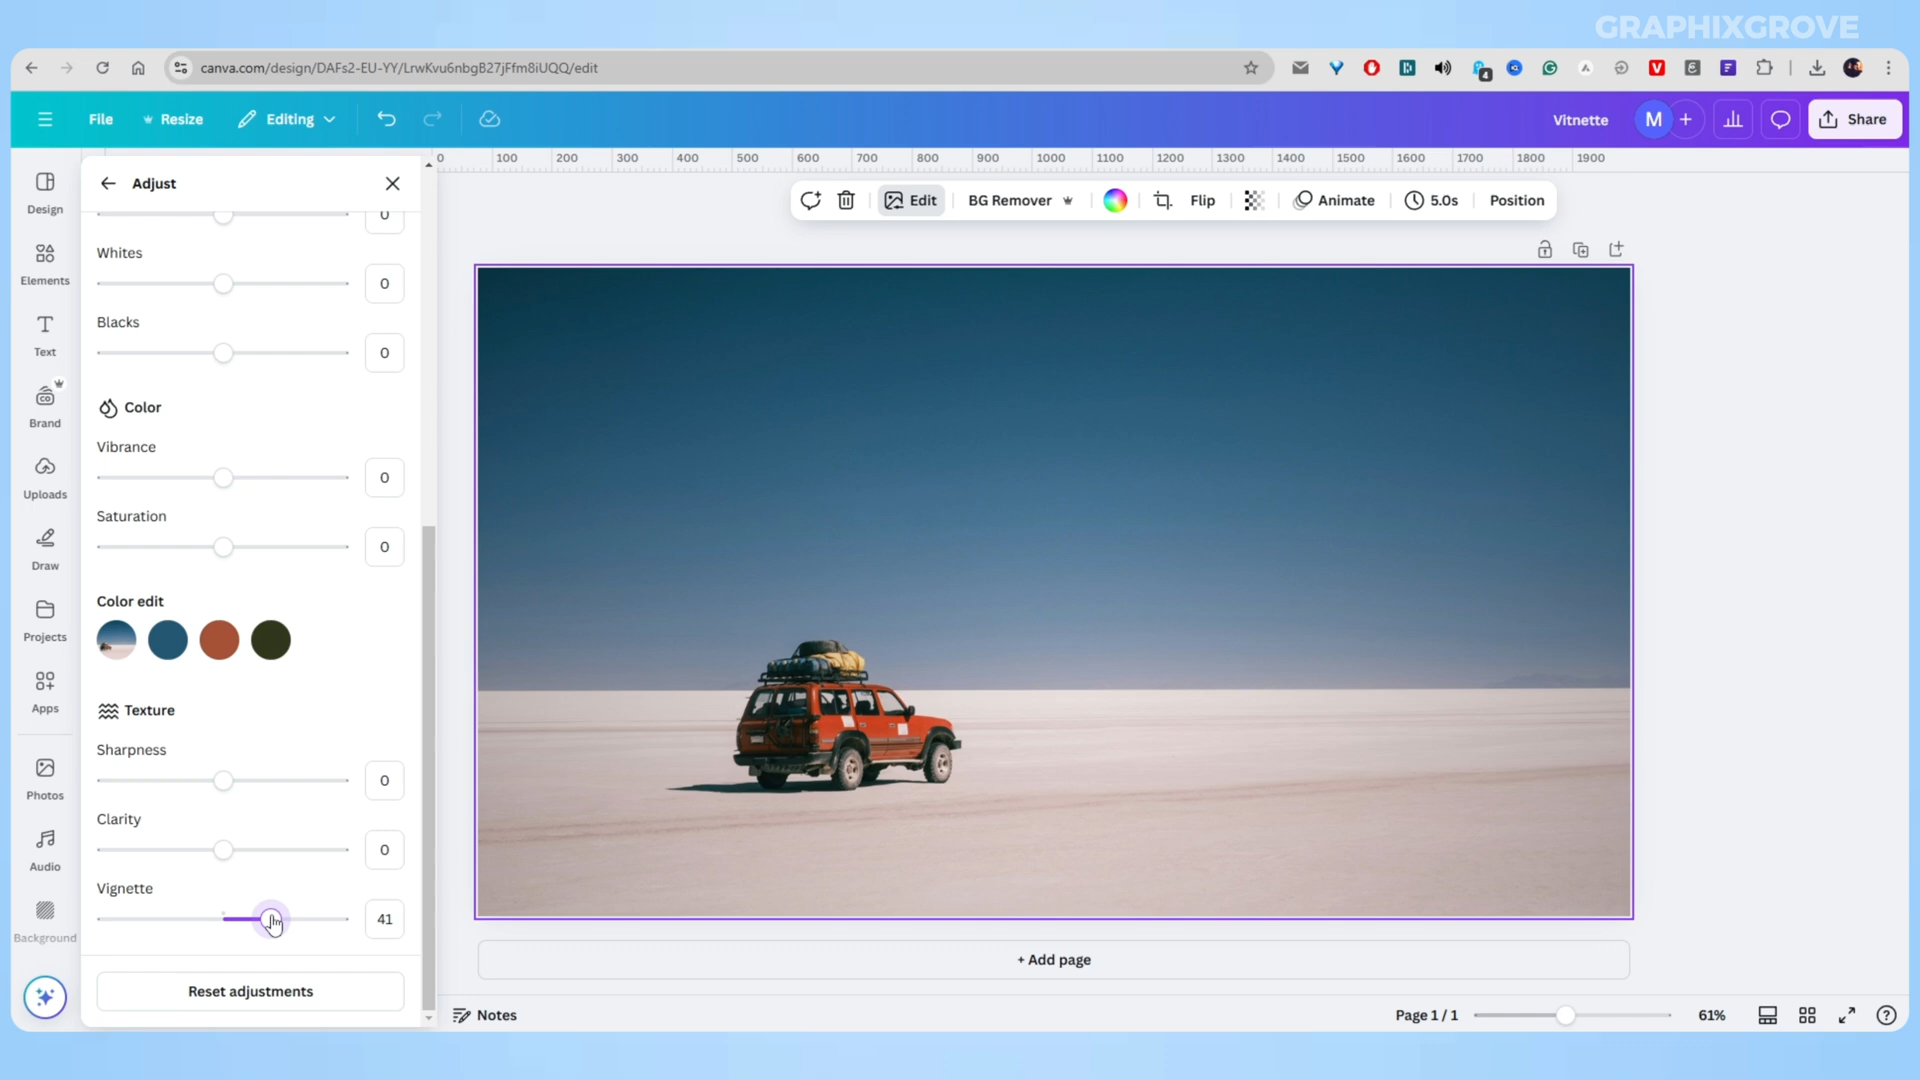 GRAPHIXGROVE
canva.com/design/DAFs2-EU-YY/LrwKvu6nbgB27jFfm8iUQQ/edit
4
File
Resize
Editing
Vitnette
M
Share
Adjust
0 100 200 300 400 500 600 700 800 900 1000 1100 1200 1300 1400 1500 1600 1700 1800 1900
Edit
BG Remover
Flip
Animate
5.0s
Position
Design
Elements
Text
Brand
Uploads
Draw
Projects
Apps
Photos
Audio
Background
0
Whites
0
Blacks
0
Color
Vibrance
0
Saturation
0
Color edit
Texture
Sharpness
0
Clarity
0
Vignette
41
Reset adjustments
+ Add page
Notes
Page 1 / 1
61%